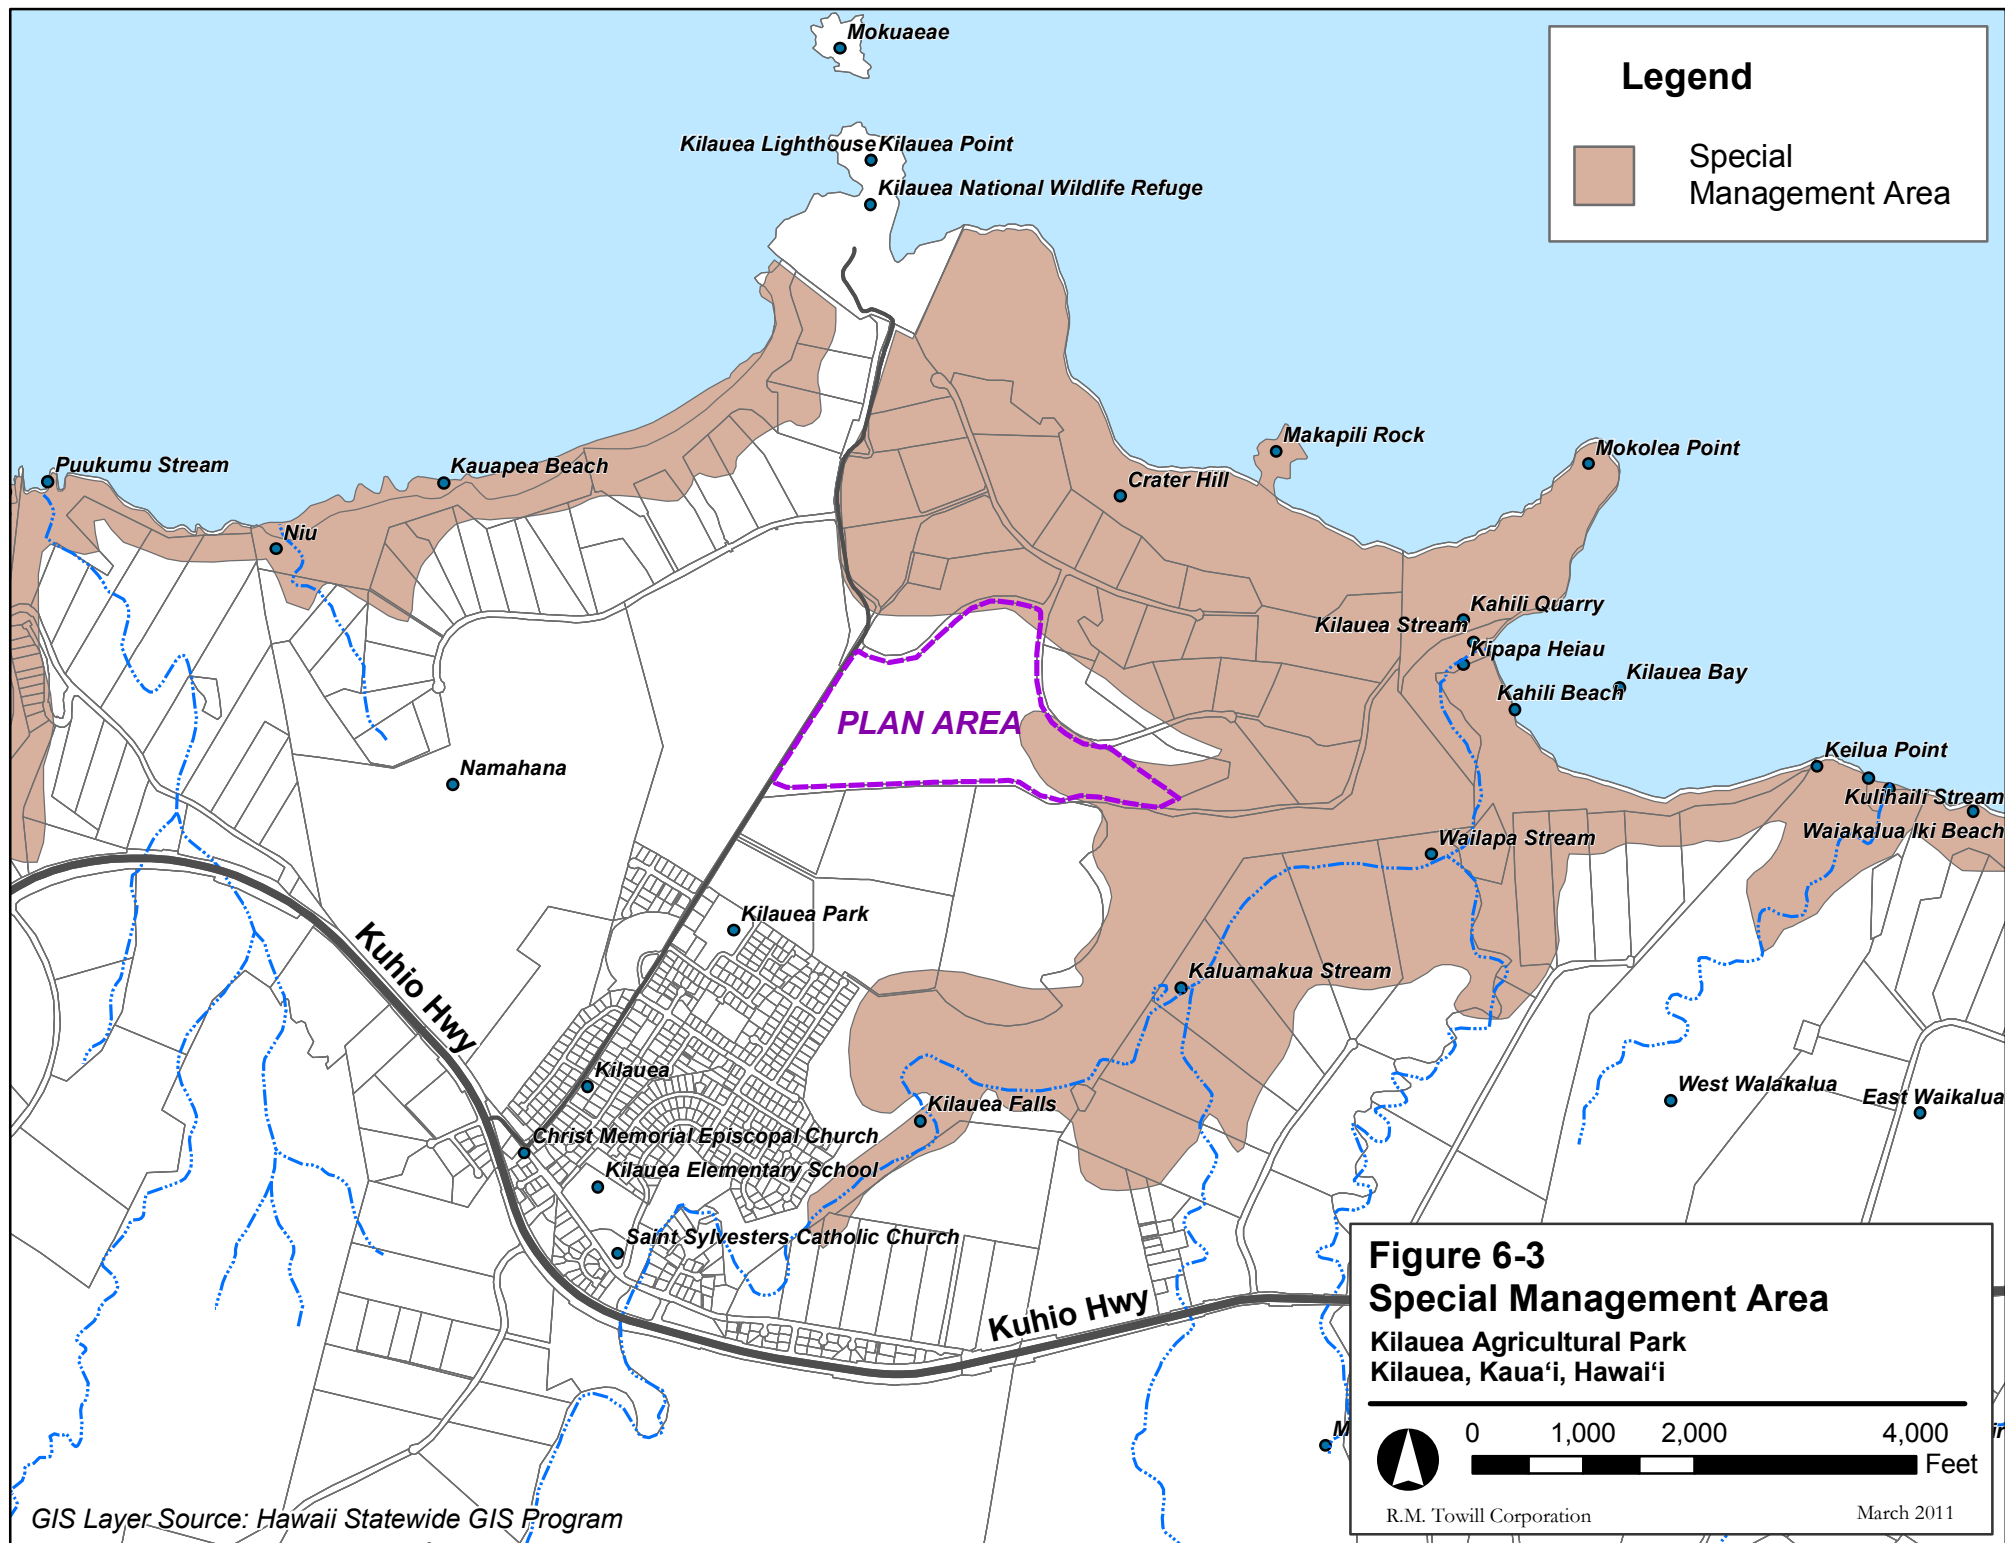 Mokuaeae
Legend
Special
Management Area
Kilauea Lighthouse
Kilauea Point
Kilauea National Wildlife Refuge
Makapili Rock
Mokolea Point
Puukumu Stream
Kauapea Beach
Crater Hill
Niu
Kahili Quarry
Kilauea Stream
Kipapa Heiau
Kilauea Bay
Kahili Beach
PLAN AREA
Keilua Point
Namahana
Kulihaili Stream
Waiakalua Iki Beach
Wailapa Stream
Kilauea Park
Kuhio Hwy
Kaluamakua Stream
Kilauea
West Walakalua
East Waikalua
Kilauea Falls
Christ Memorial Episcopal Church
Kilauea Elementary School
Saint Sylvesters Catholic Church
Kuhio Hwy
Figure 6-3
Special Management Area
Kilauea Agricultural Park
Kilauea, Kaua‘i, Hawai‘i
0 1,000 2,000 4,000
Feet
R.M. Towill Corporation
March 2011
GIS Layer Source: Hawaii Statewide GIS Program